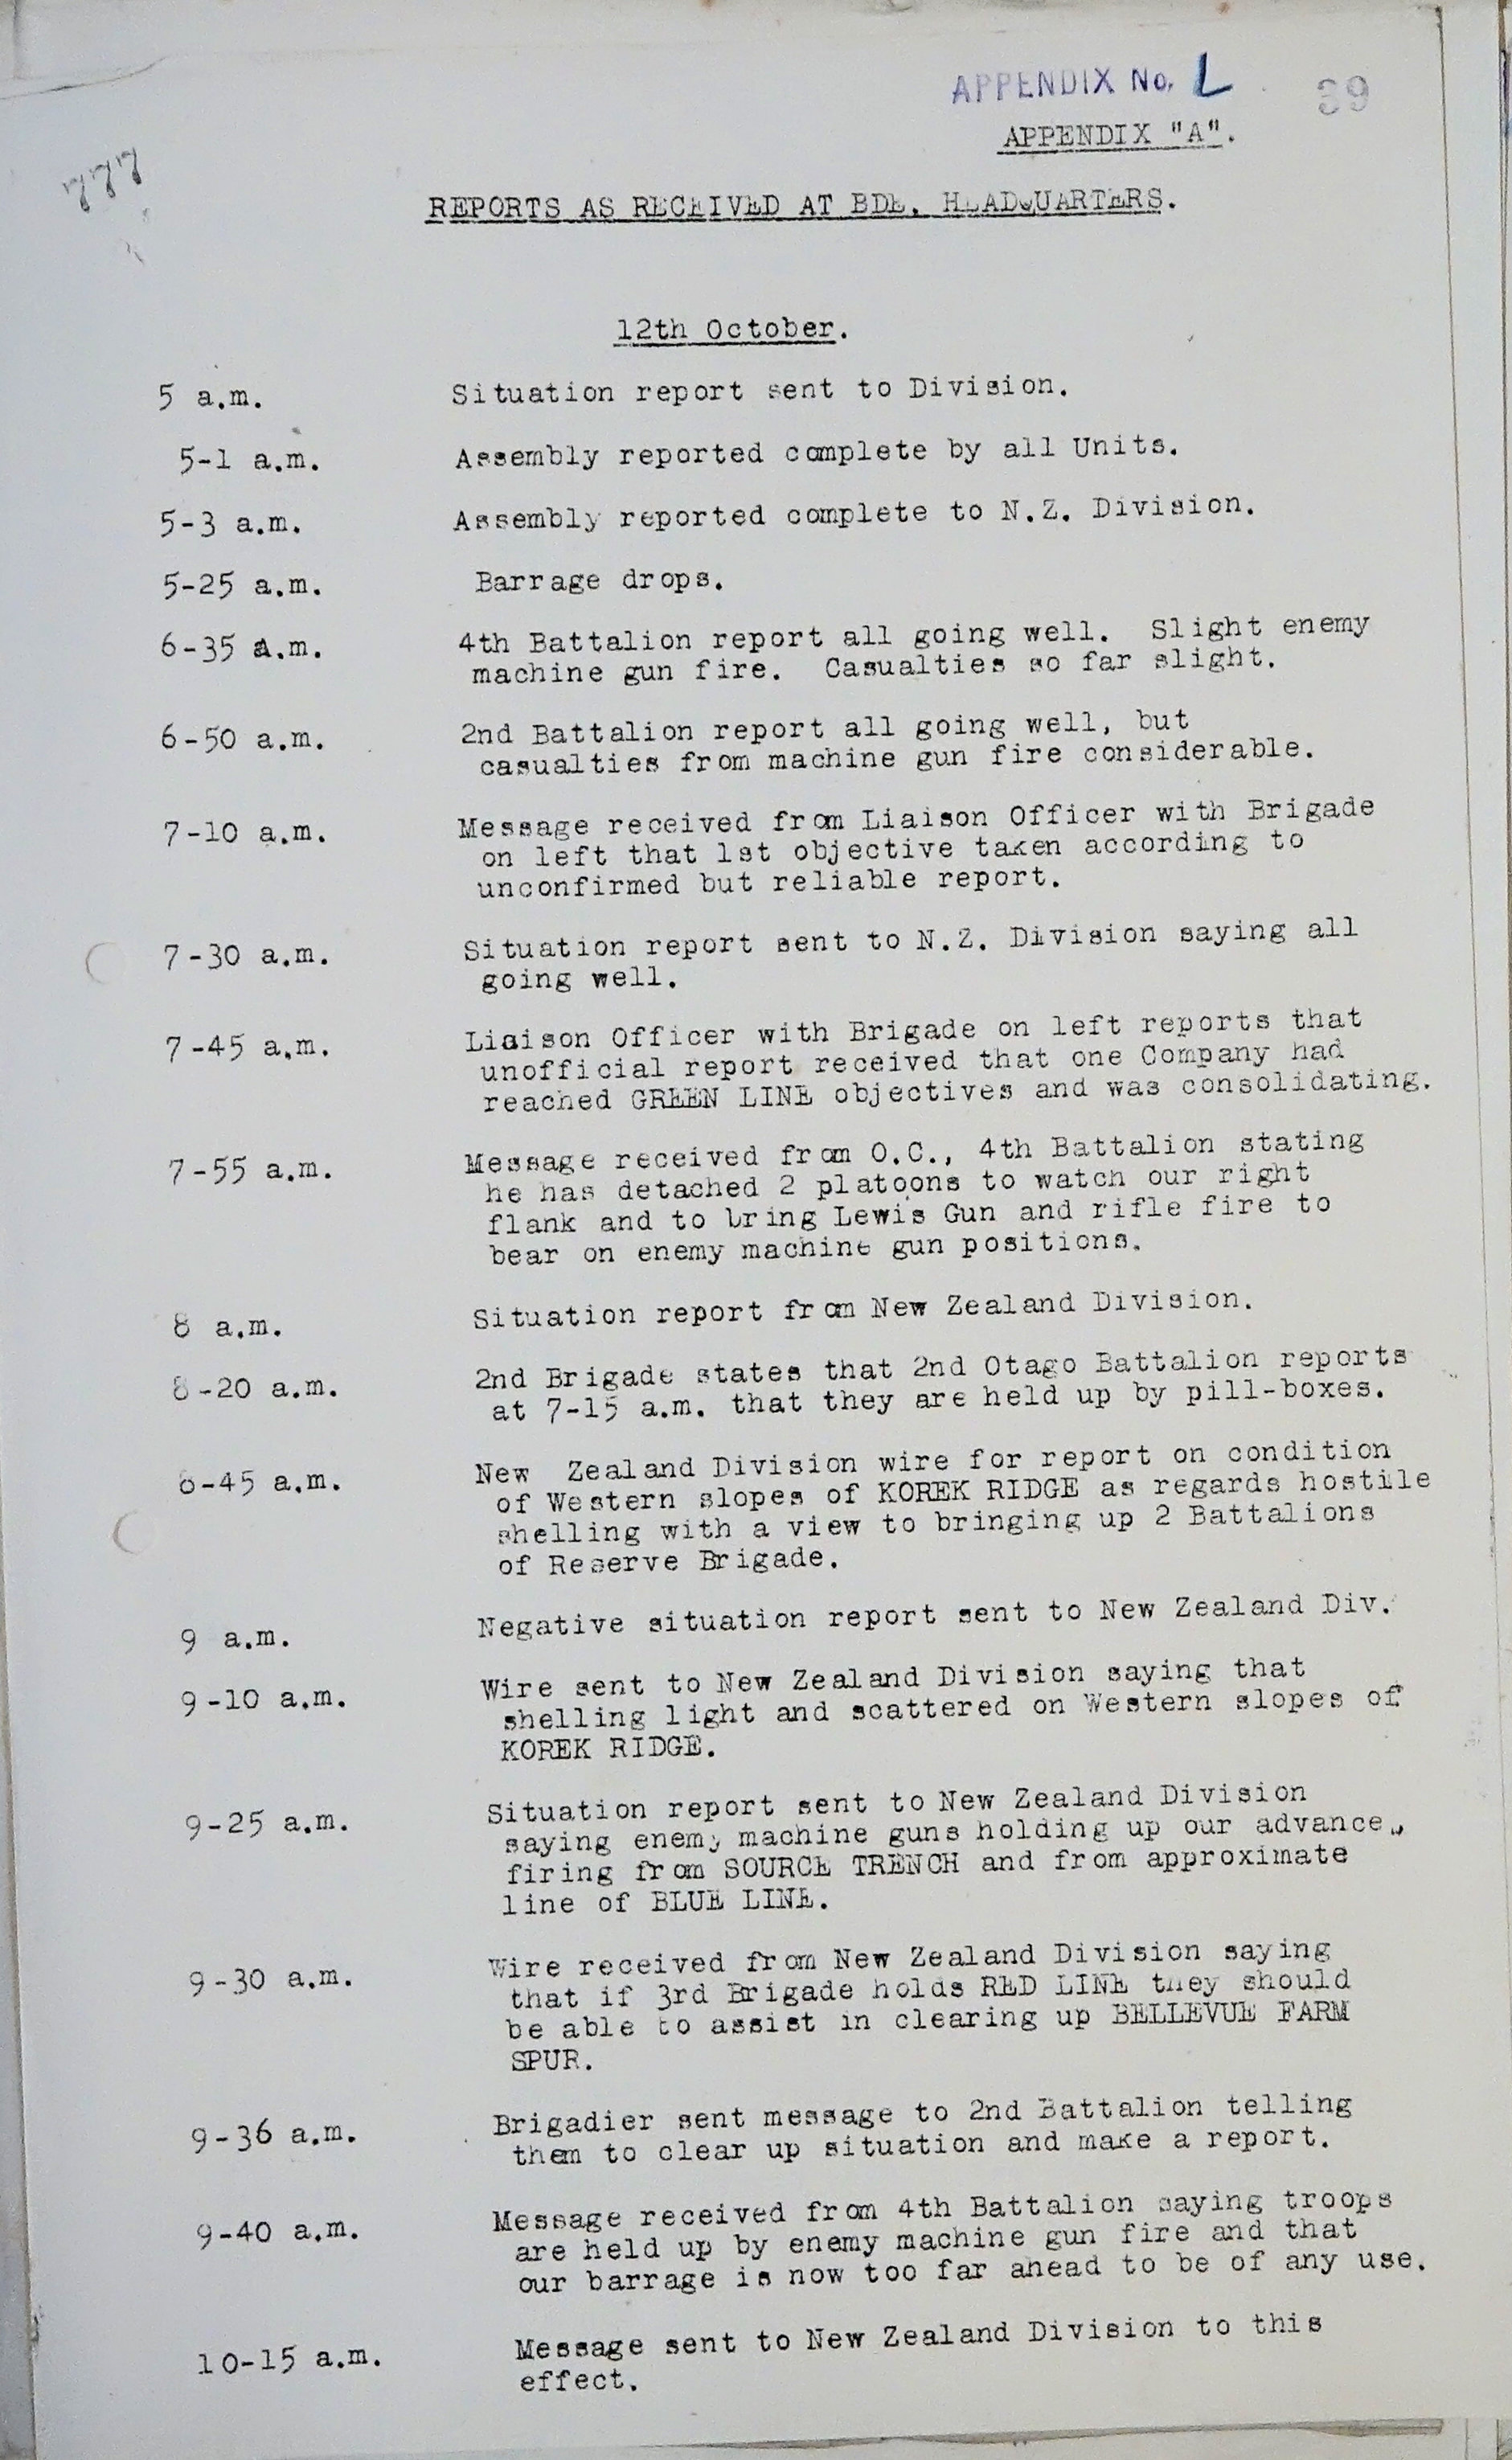 APPENDIX No. L
39
APPENDIX "A".
777
REPORTS AS RECEIVED AT BDE. HEADQUARTERS.
12th October.
5 a.m. Situation report sent to Division.
5-1 a.m. Assembly reported complete by all Units.
5-3 a.m. Assembly reported complete to N.Z. Division.
5-25 a.m. Barrage drops.
6-35 a.m. 4th Battalion report all going well. Slight enemy
machine gun fire. Casualties so far slight.
6-50 a.m. 2nd Battalion report all going well, but
casualties from machine gun fire considerable.
7-10 a.m. Message received from Liaison Officer with Brigade
on left that 1st objective taken according to
unconfirmed but reliable report.
7-30 a.m. Situation report sent to N.Z. Division saying all
going well.
7-45 a.m. Liaison Officer with Brigade on left reports that
unofficial report received that one Company had
reached GREEN LINE objectives and was consolidating.
7-55 a.m. Message received from O.C., 4th Battalion stating
he has detached 2 platoons to watch our right
flank and to bring Lewis Gun and rifle fire to
bear on enemy machine gun positions.
8 a.m. Situation report from New Zealand Division.
8-20 a.m. 2nd Brigade states that 2nd Otago Battalion reports
at 7-15 a.m. that they are held up by pill-boxes.
8-45 a.m. New Zealand Division wire for report on condition
of Western slopes of KOREK RIDGE as regards hostile
shelling with a view to bringing up 2 Battalions
of Reserve Brigade.
9 a.m. Negative situation report sent to New Zealand Div.
9-10 a.m. Wire sent to New Zealand Division saying that
shelling light and scattered on Western slopes of
KOREK RIDGE.
9-25 a.m. Situation report sent to New Zealand Division
saying enemy machine guns holding up our advance,
firing from SOURCE TRENCH and from approximate
line of BLUE LINE.
9-30 a.m. Wire received from New Zealand Division saying
that if 3rd Brigade holds RED LINE they should
be able to assist in clearing up BELLEVUE FARM
SPUR.
9-36 a.m. Brigadier sent message to 2nd Battalion telling
them to clear up situation and make a report.
9-40 a.m. Message received from 4th Battalion saying troops
are held up by enemy machine gun fire and that
our barrage is now too far ahead to be of any use.
10-15 a.m. Message sent to New Zealand Division to this
effect.